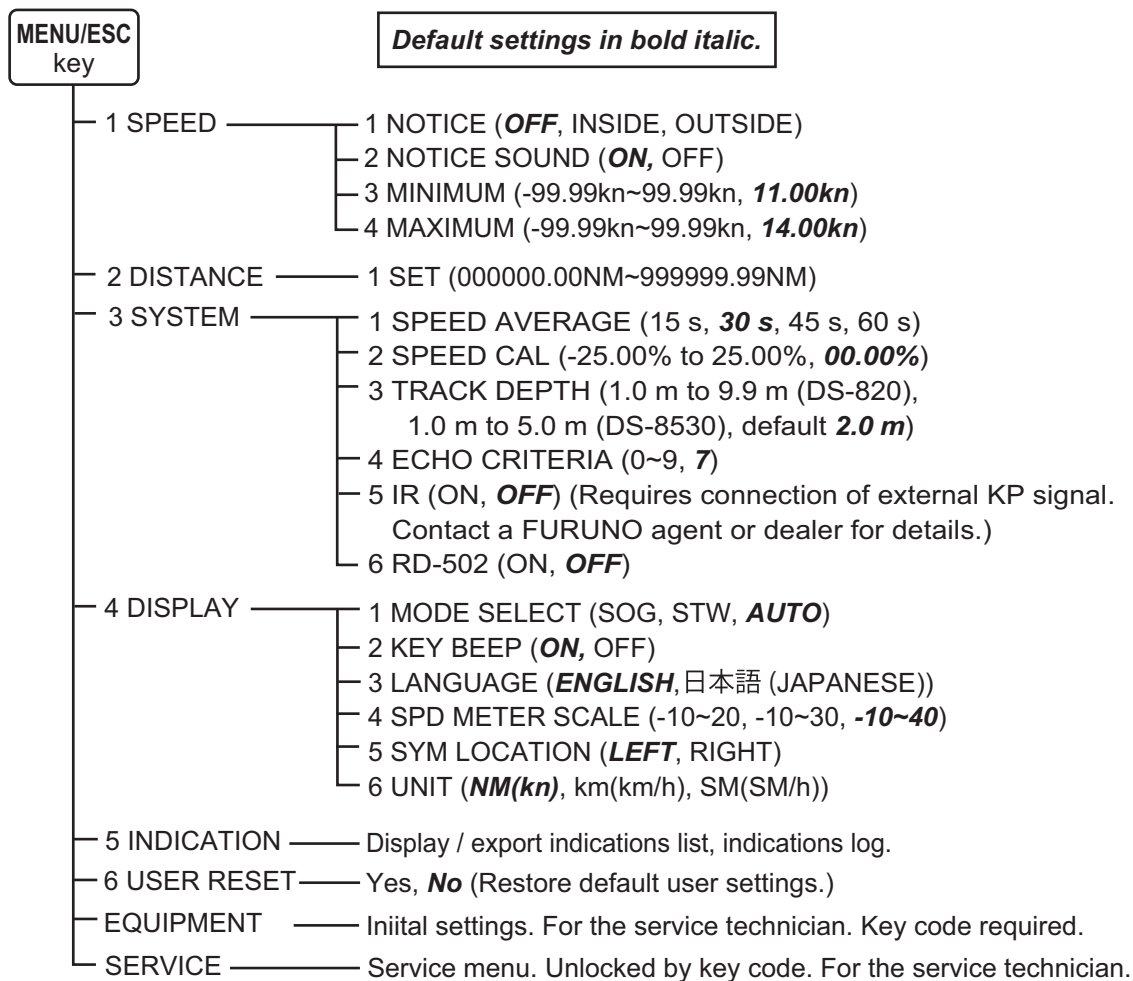 MENU/ESC
key
Default settings in bold italic.
1 SPEED
1 NOTICE (OFF, INSIDE, OUTSIDE)
2 NOTICE SOUND (ON, OFF)
3 MINIMUM (-99.99kn~99.99kn, 11.00kn)
4 MAXIMUM (-99.99kn~99.99kn, 14.00kn)
2 DISTANCE
1 SET (000000.00NM~999999.99NM)
3 SYSTEM
1 SPEED AVERAGE (15 s, 30 s, 45 s, 60 s)
2 SPEED CAL (-25.00% to 25.00%, 00.00%)
3 TRACK DEPTH (1.0 m to 9.9 m (DS-820),
1.0 m to 5.0 m (DS-8530), default 2.0 m)
4 ECHO CRITERIA (0~9, 7)
5 IR (ON, OFF) (Requires connection of external KP signal.
Contact a FURUNO agent or dealer for details.)
6 RD-502 (ON, OFF)
4 DISPLAY
1 MODE SELECT (SOG, STW, AUTO)
2 KEY BEEP (ON, OFF)
3 LANGUAGE (ENGLISH,日本語 (JAPANESE))
4 SPD METER SCALE (-10~20, -10~30, -10~40)
5 SYM LOCATION (LEFT, RIGHT)
6 UNIT (NM(kn), km(km/h), SM(SM/h))
5 INDICATION
Display / export indications list, indications log.
6 USER RESET
Yes, No (Restore default user settings.)
EQUIPMENT
Iniital settings. For the service technician. Key code required.
SERVICE
Service menu. Unlocked by key code. For the service technician.